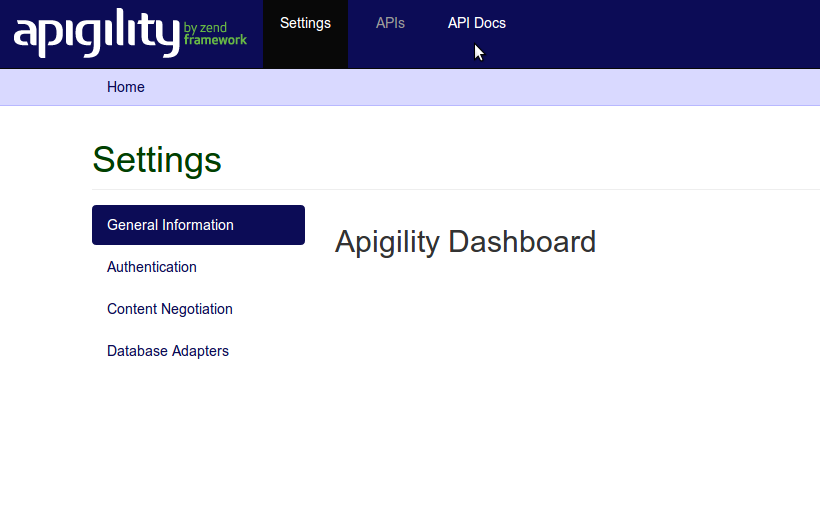 apigility by zend framework
Settings APIs API Docs
Home
Settings
General Information
Authentication
Content Negotiation
Database Adapters
Apigility Dashboard